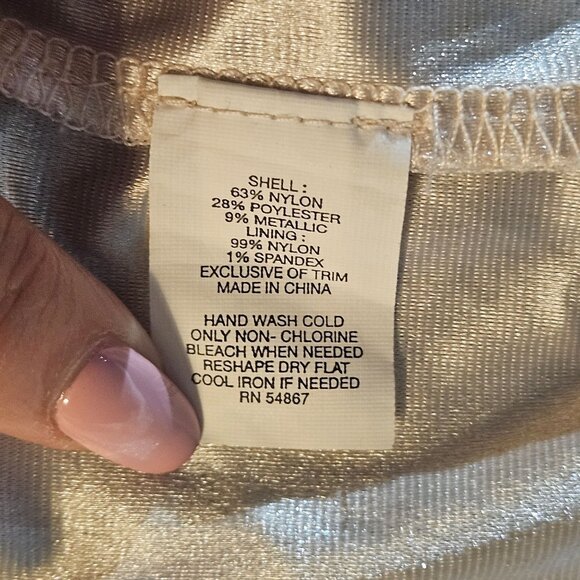 SHELL :
63% NYLON
28% POYLESTER
9% METALLIC
LINING :
99% NYLON
1% SPANDEX
EXCLUSIVE OF TRIM
MADE IN CHINA
HAND WASH COLD
ONLY NON- CHLORINE
BLEACH WHEN NEEDED
RESHAPE DRY FLAT
COOL IRON IF NEEDED
RN 54867